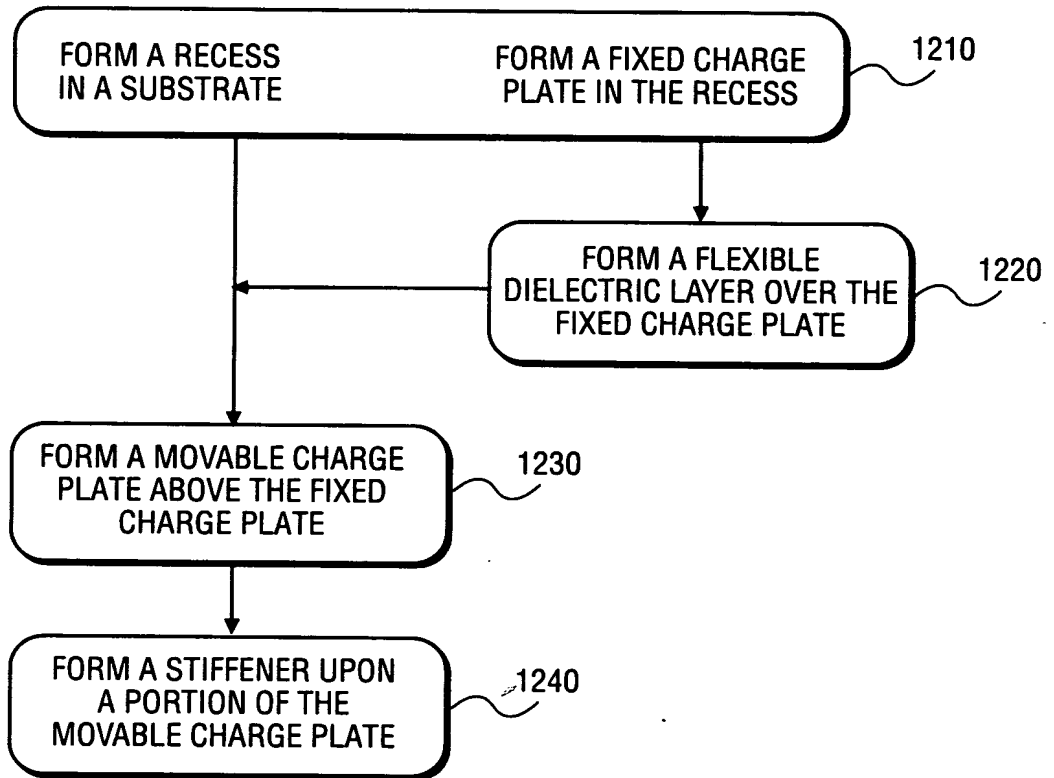 FORM A RECESS
IN A SUBSTRATE
FORM A FIXED CHARGE
PLATE IN THE RECESS
1210
FORM A FLEXIBLE
DIELECTRIC LAYER OVER THE
FIXED CHARGE PLATE
1220
FORM A MOVABLE CHARGE
PLATE ABOVE THE FIXED
CHARGE PLATE
1230
FORM A STIFFENER UPON
A PORTION OF THE
MOVABLE CHARGE PLATE
1240